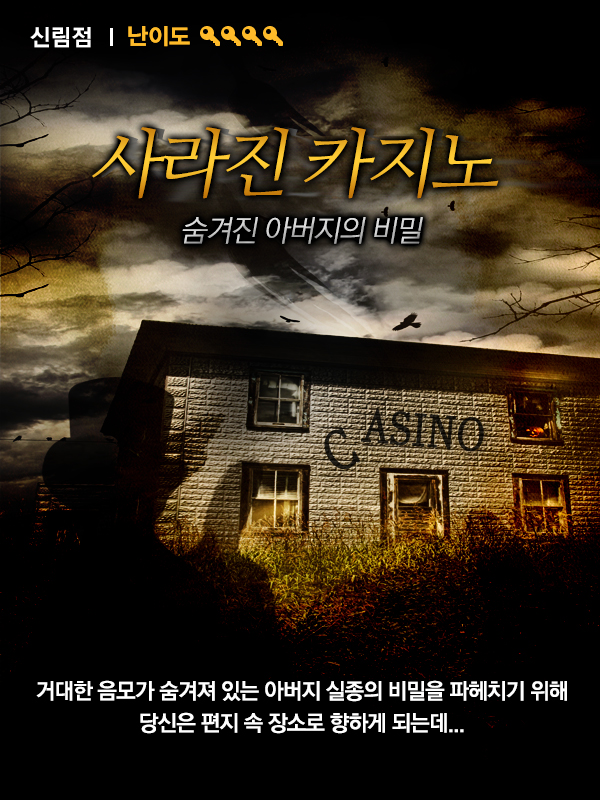 신림점 | 난이도
사라진 카지노
숨겨진 아버지의 비밀
CASINO
거대한 음모가 숨겨져 있는 아버지 실종의 비밀을 파헤치기 위해
당신은 편지 속 장소로 향하게 되는데...